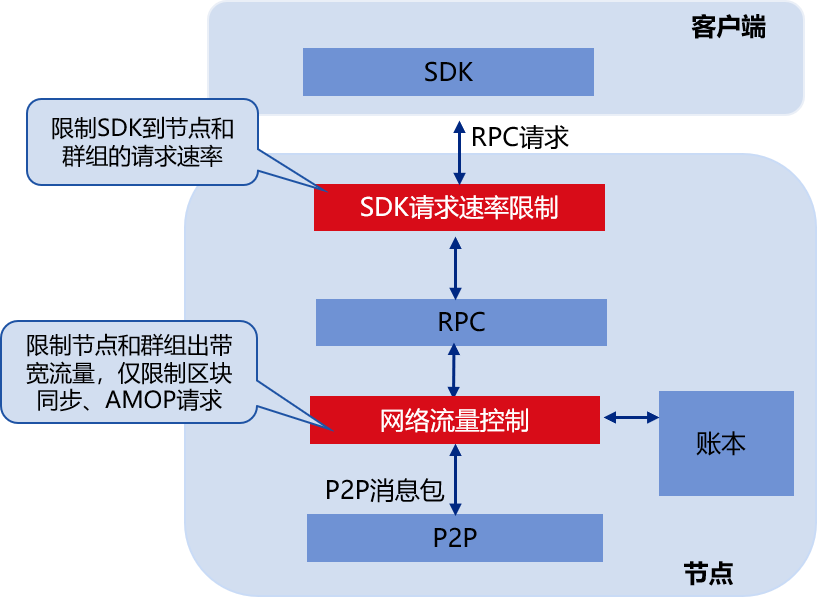 客户端
SDK
限制SDK到节点和
群组的请求速率
RPC请求
SDK请求速率限制
RPC
限制节点和群组出带
宽流量，仅限制区块
同步、AMOP请求
网络流量控制
账本
P2P消息包
P2P
节点